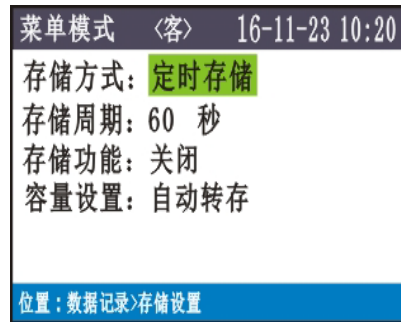 菜单模式 〈客〉 16-11-23 10:20
存储方式：定时存储
存储周期：60 秒
存储功能：关闭
容量设置：自动转存
位置：数据记录〉存储设置